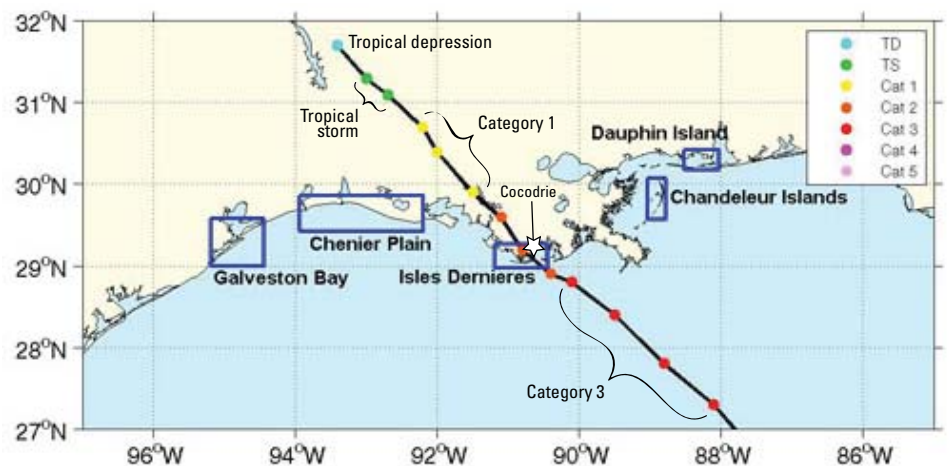 32°N
31°N
30°N
29°N
28°N
27°N
96°W
94°W
92°W
90°W
88°W
86°W
Tropical depression
Tropical
storm
Category 1
Cocodrie
Dauphin Island
Chandeleur Islands
Chenier Plain
Galveston Bay
Isles Dernieres
Category 3
TD
TS
Cat 1
Cat 2
Cat 3
Cat 4
Cat 5